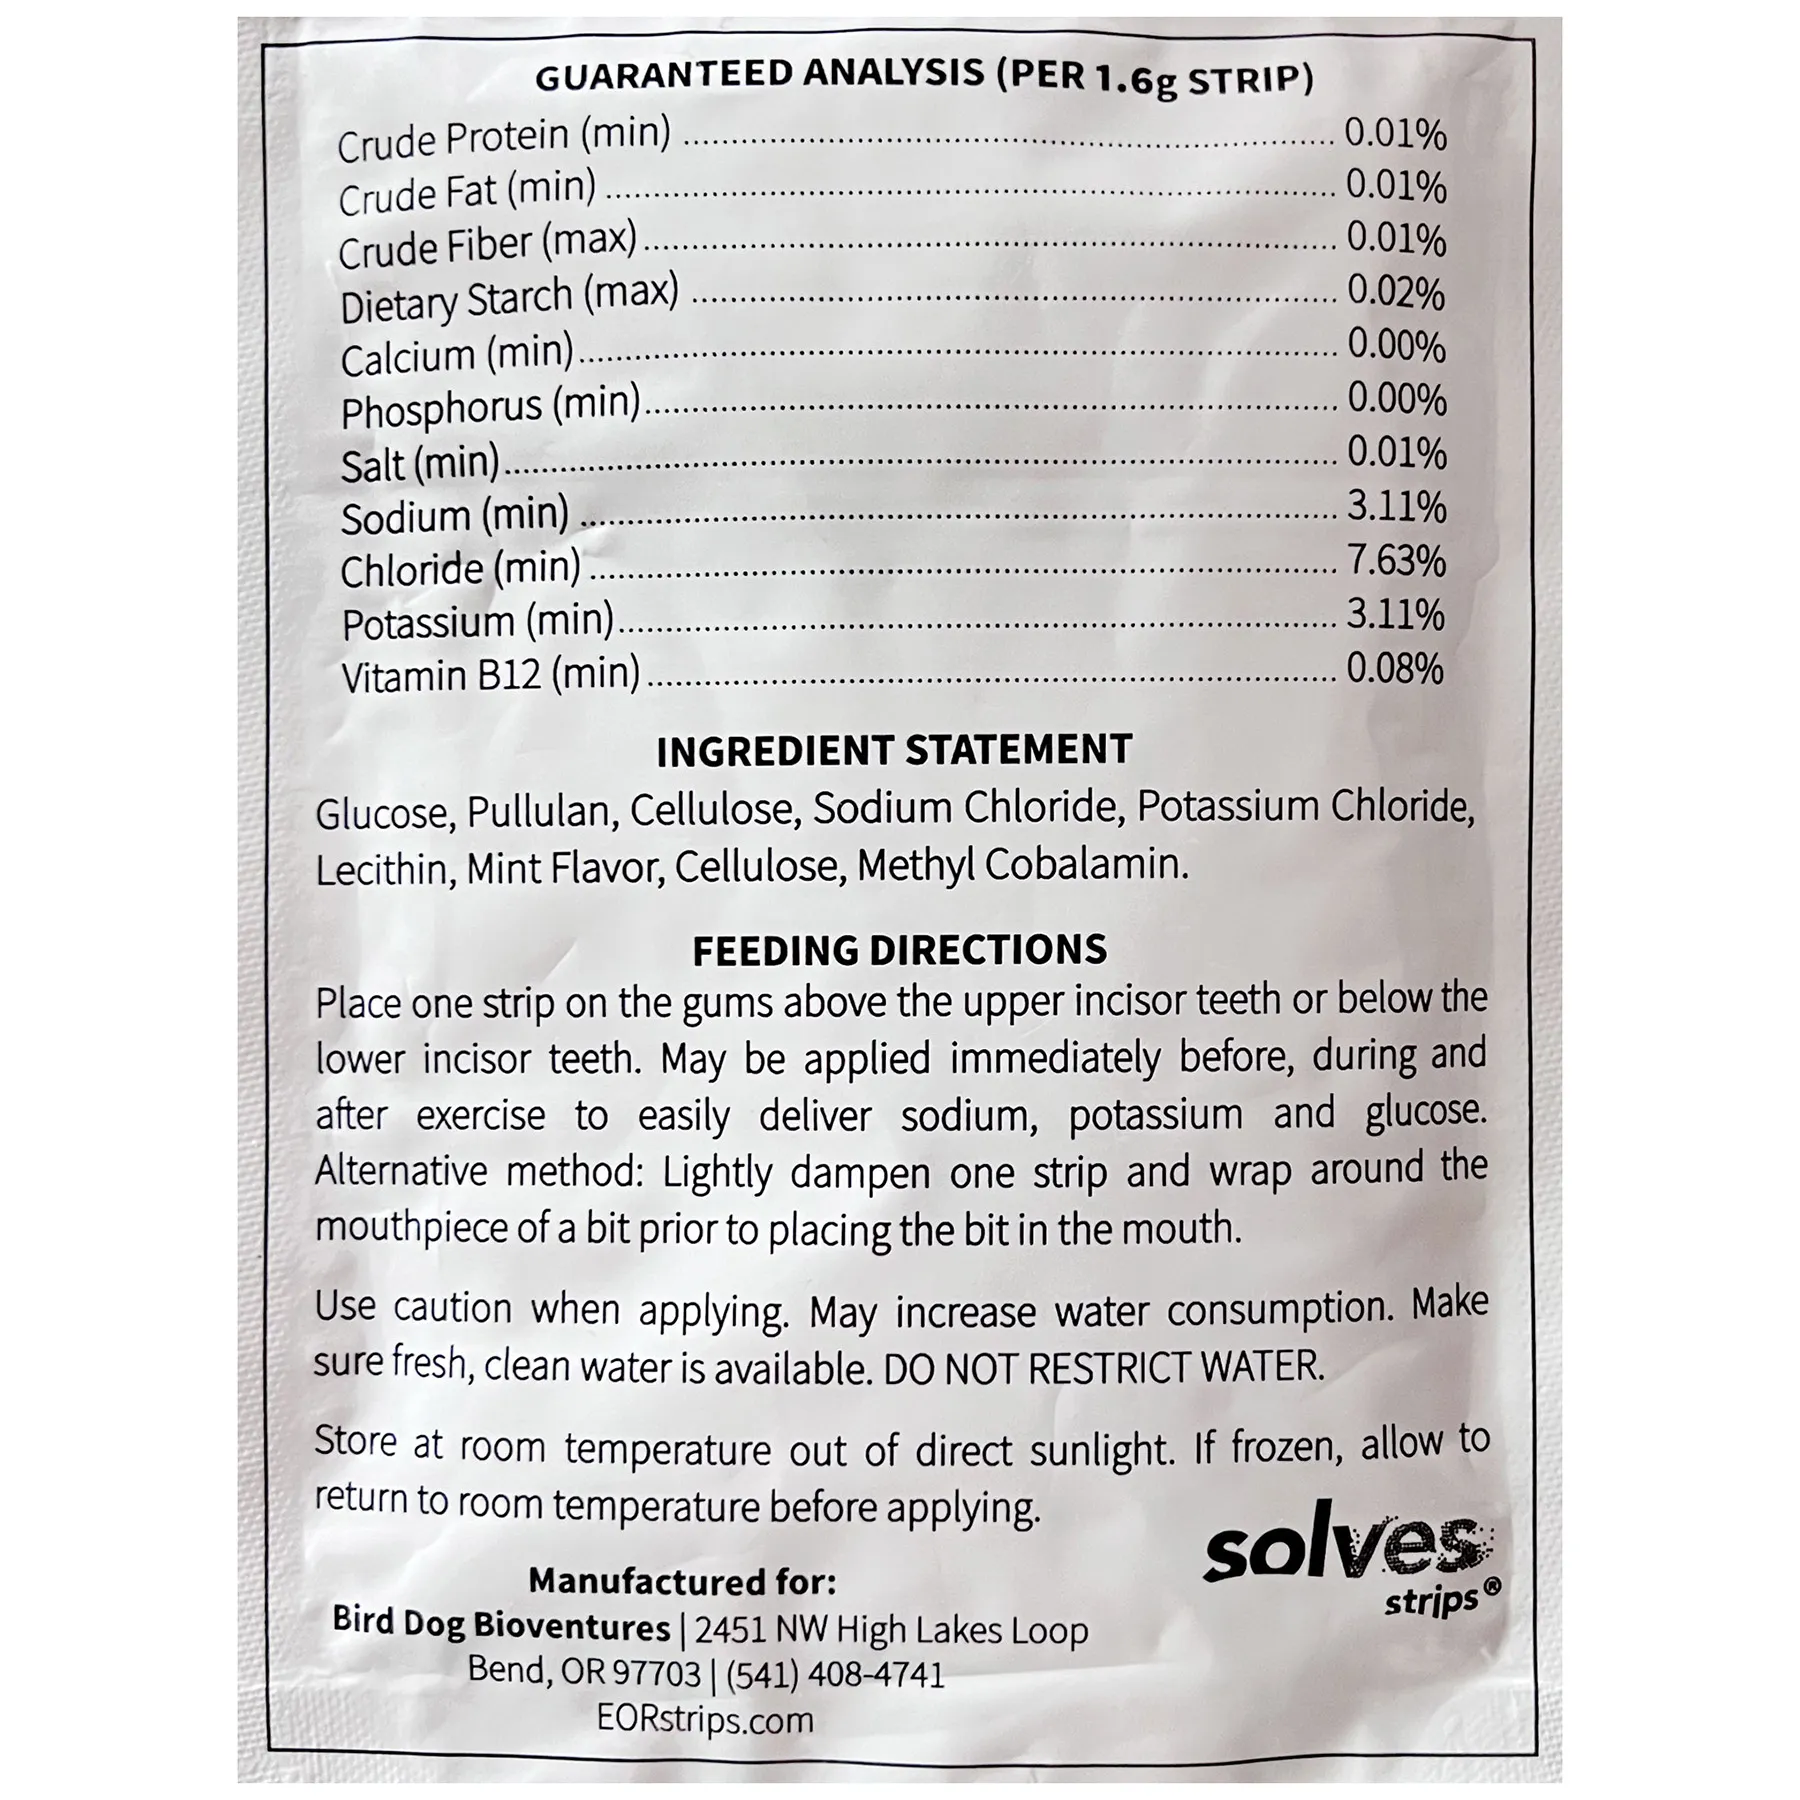 GUARANTEED ANALYSIS (PER 1.6g STRIP)
Crude Protein (min) ........ 0.01%
Crude Fat (min) ........ 0.01%
Crude Fiber (max) ........ 0.01%
Dietary Starch (max) ........ 0.02%
Calcium (min) ........ 0.00%
Phosphorus (min) ........ 0.00%
Salt (min) ........ 0.01%
Sodium (min) ........ 3.11%
Chloride (min) ........ 7.63%
Potassium (min) ........ 3.11%
Vitamin B12 (min) ........ 0.08%
INGREDIENT STATEMENT
Glucose, Pullulan, Cellulose, Sodium Chloride, Potassium Chloride,
Lecithin, Mint Flavor, Cellulose, Methyl Cobalamin.
FEEDING DIRECTIONS
Place one strip on the gums above the upper incisor teeth or below the
lower incisor teeth. May be applied immediately before, during and
after exercise to easily deliver sodium, potassium and glucose.
Alternative method: Lightly dampen one strip and wrap around the
mouthpiece of a bit prior to placing the bit in the mouth.
Use caution when applying. May increase water consumption. Make
sure fresh, clean water is available. DO NOT RESTRICT WATER.
Store at room temperature out of direct sunlight. If frozen, allow to
return to room temperature before applying.
solves
strips®
Manufactured for:
Bird Dog Bioventures | 2451 NW High Lakes Loop
Bend, OR 97703 | (541) 408-4741
EORstrips.com